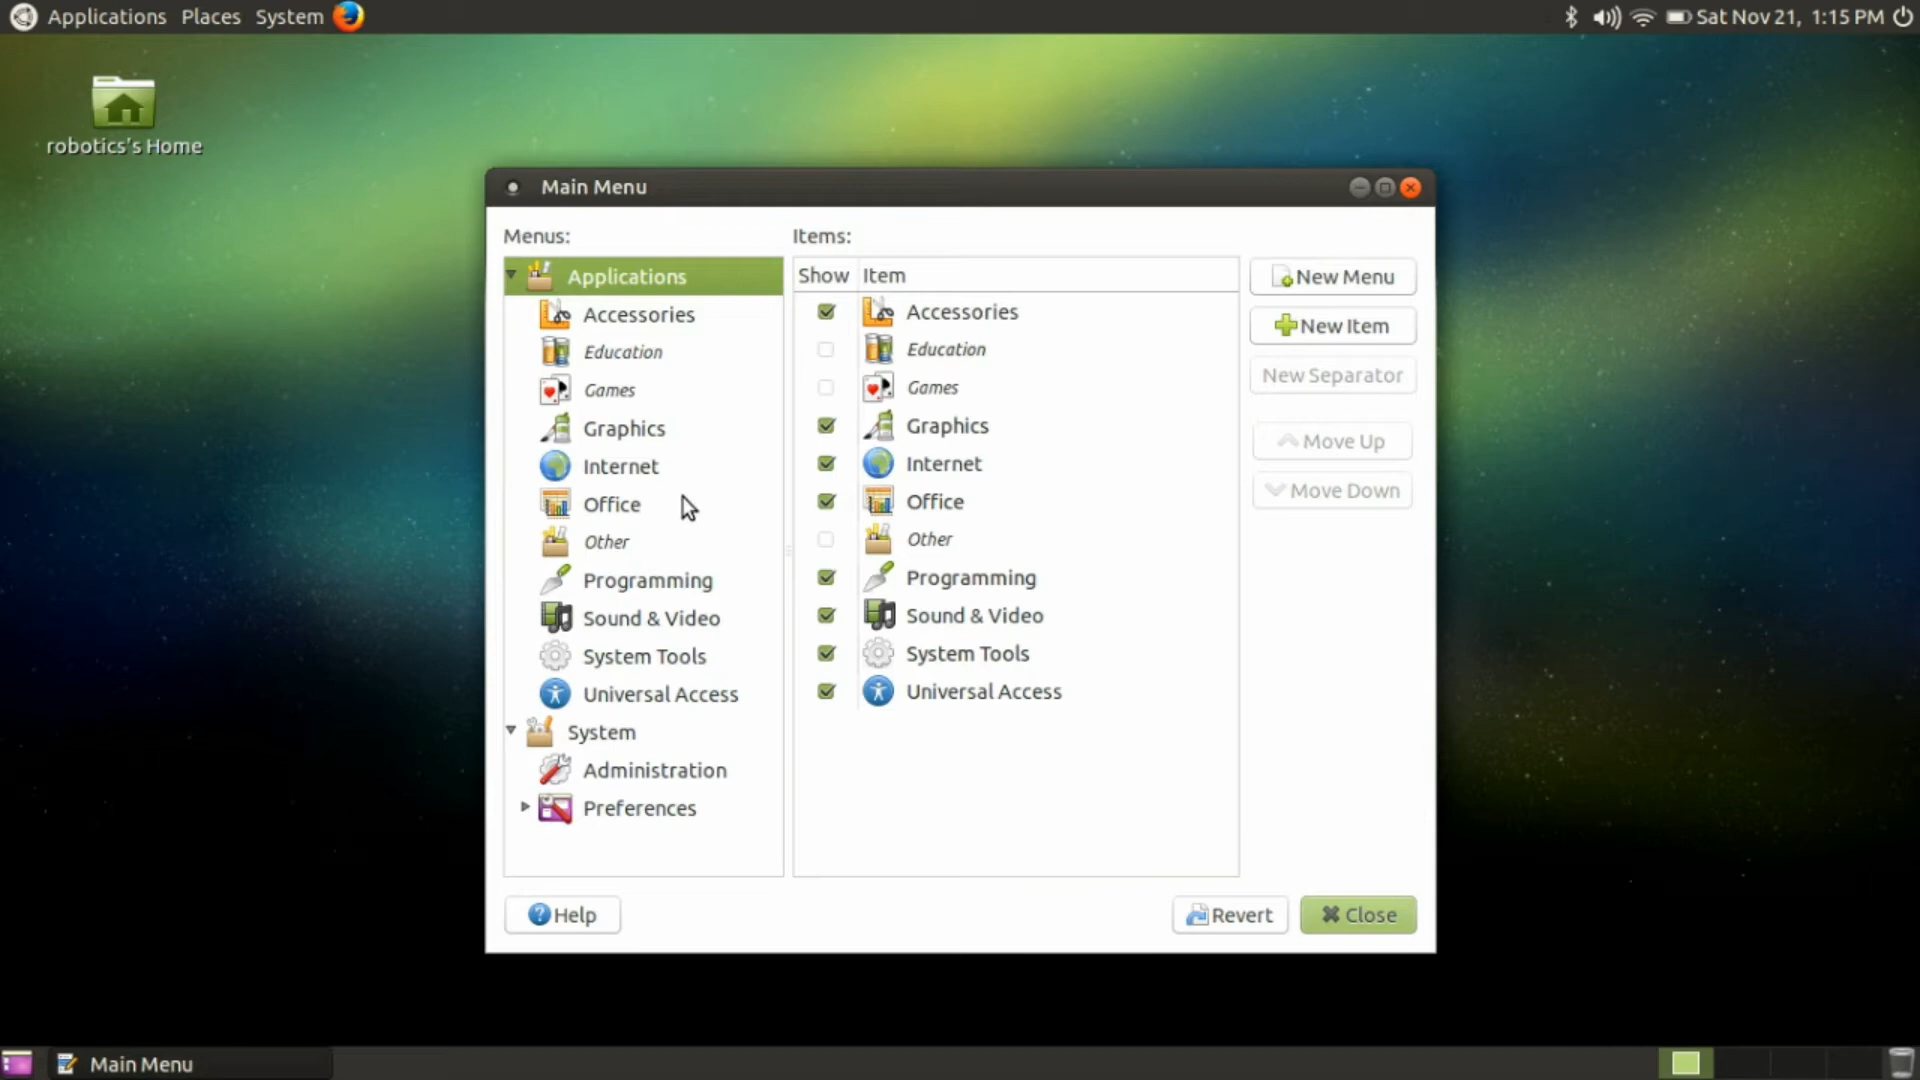 Applications Places System
Sat Nov 21, 1:15 PM
robotics's Home
Main Menu
Menus:
Items:
Applications
Accessories
Education
Games
Graphics
Internet
Office
Other
Programming
Sound & Video
System Tools
Universal Access
System
Administration
Preferences
Show Item
Accessories
Education
Games
Graphics
Internet
Office
Other
Programming
Sound & Video
System Tools
Universal Access
New Menu
New Item
New Separator
Move Up
Move Down
Help
Revert
Close
Main Menu